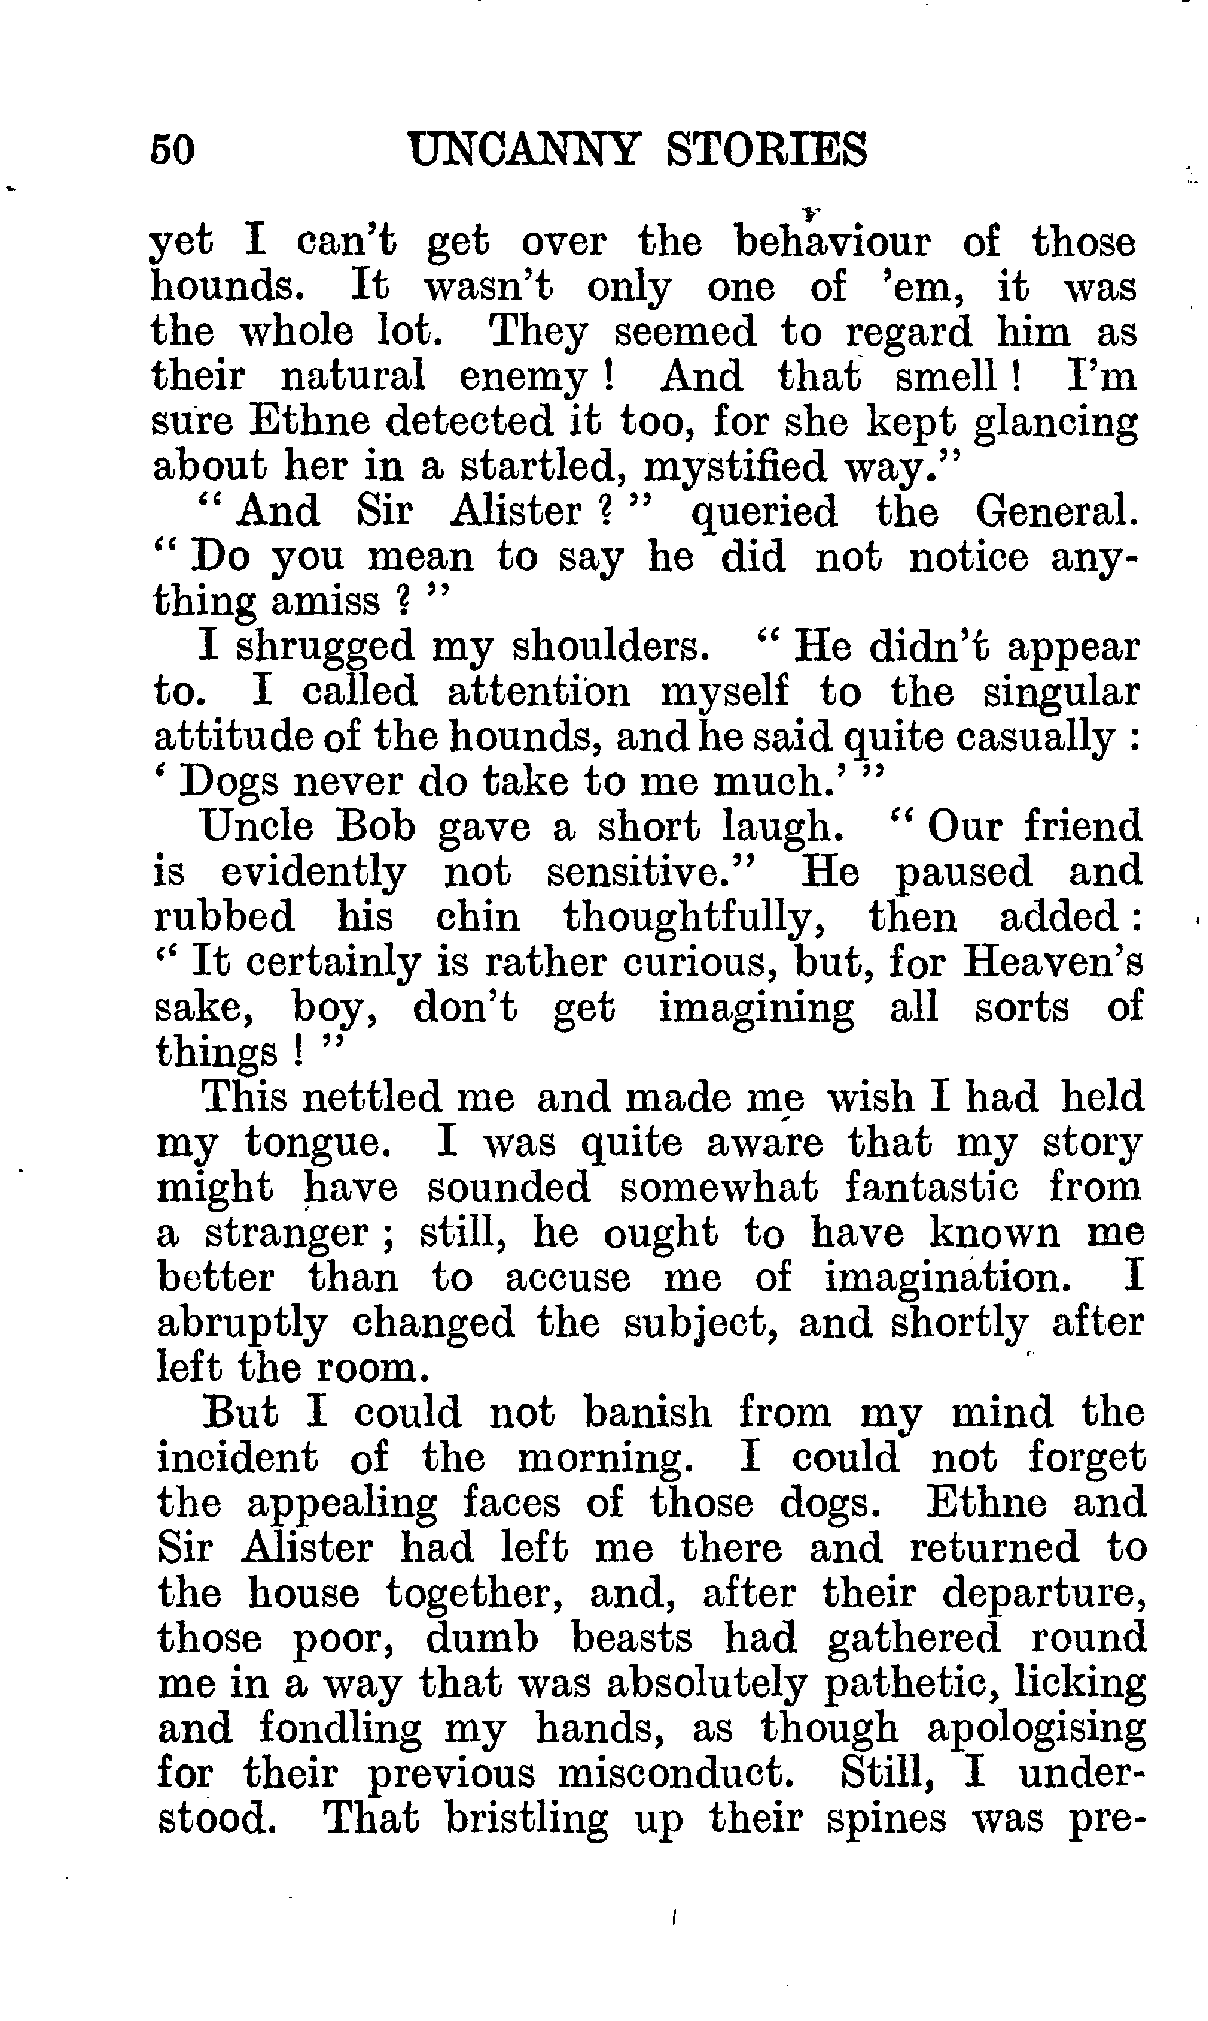 50 UNCANNY STORIES
yet I can't get over the behaviour of those
hounds. It wasn't only one of 'em, it was
the whole lot. They seemed to regard him as
their natural enemy ! And that smell ! I'm
sure Ethne detected it too, for she kept glancing
about her in a startled, mystified way."
" And Sir Alister ? " queried the General.
" Do you mean to say he did not notice any-
thing amiss ? "
I shrugged my shoulders. " He didn't appear
to. I called attention myself to the singular
attitude of the hounds, and he said quite casually :
' Dogs never do take to me much.' "
Uncle Bob gave a short laugh. " Our friend
is evidently not sensitive." He paused and
rubbed his chin thoughtfully, then added :
" It certainly is rather curious, but, for Heaven's
sake, boy, don't get imagining all sorts of
things ! "
This nettled me and made me wish I had held
my tongue. I was quite aware that my story
might have sounded somewhat fantastic from
a stranger ; still, he ought to have known me
better than to accuse me of imagination. I
abruptly changed the subject, and shortly after
left the room.
But I could not banish from my mind the
incident of the morning. I could not forget
the appealing faces of those dogs. Ethne and
Sir Alister had left me there and returned to
the house together, and, after their departure,
those poor, dumb beasts had gathered round
me in a way that was absolutely pathetic, licking
and fondling my hands, as though apologising
for their previous misconduct. Still, I under-
stood. That bristling up their spines was pre-